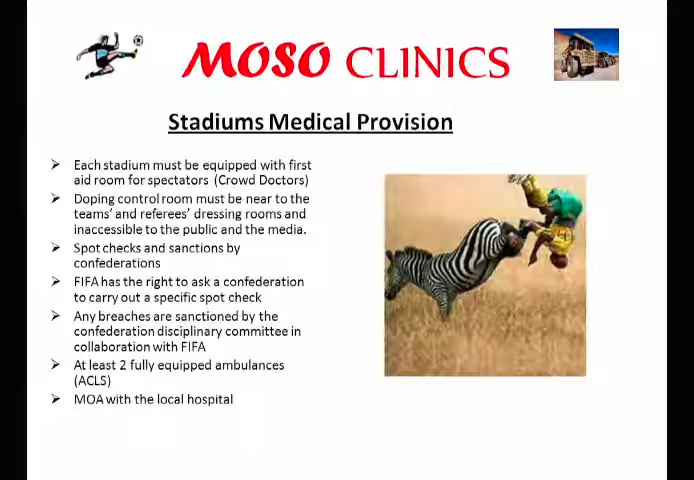 MOSO CLINICS
Stadiums Medical Provision
➢ Each stadium must be equipped with first
aid room for spectators (Crowd Doctors)
➢ Doping control room must be near to the
teams' and referees' dressing rooms and
inaccessible to the public and the media.
➢ Spot checks and sanctions by
confederations
➢ FIFA has the right to ask a confederation
to carry out a specific spot check
➢ Any breaches are sanctioned by the
confederation disciplinary committee in
collaboration with FIFA
➢ At least 2 fully equipped ambulances
(ACLS)
➢ MOA with the local hospital